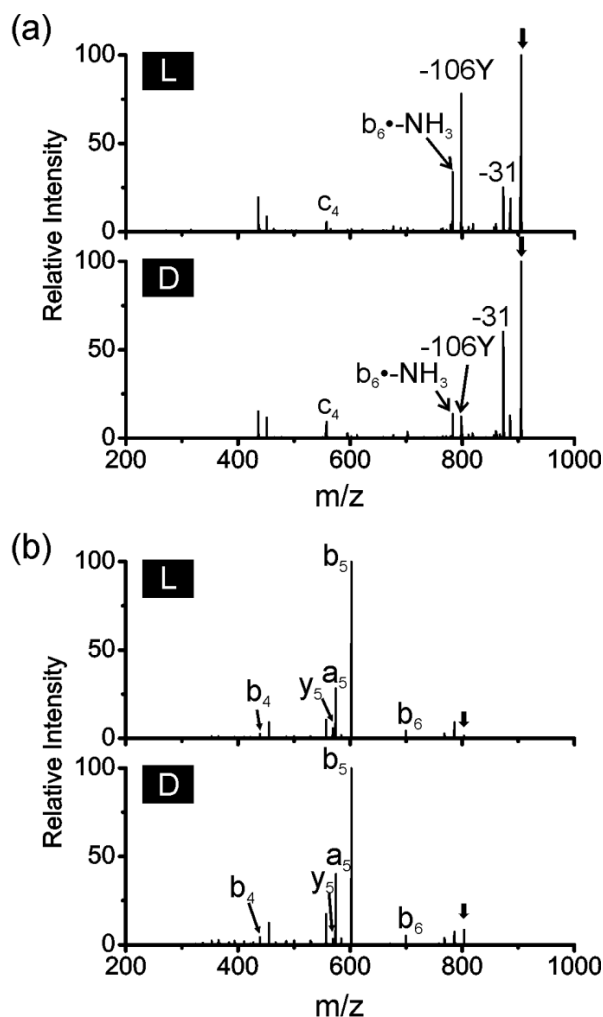 (a)
100
L
-106Y
b₆•-NH₃
50
-31
c₄
0
100
D
-31
-106Y
50
b₆•-NH₃
c₄
0
200 400 600 800 1000
m/z
Relative Intensity
(b)
100
L
b₅
50
y₅ a₅
b₄
b₆
0
100
D
b₅
50
a₅
y₅
b₄
b₆
0
200 400 600 800 1000
m/z
Relative Intensity